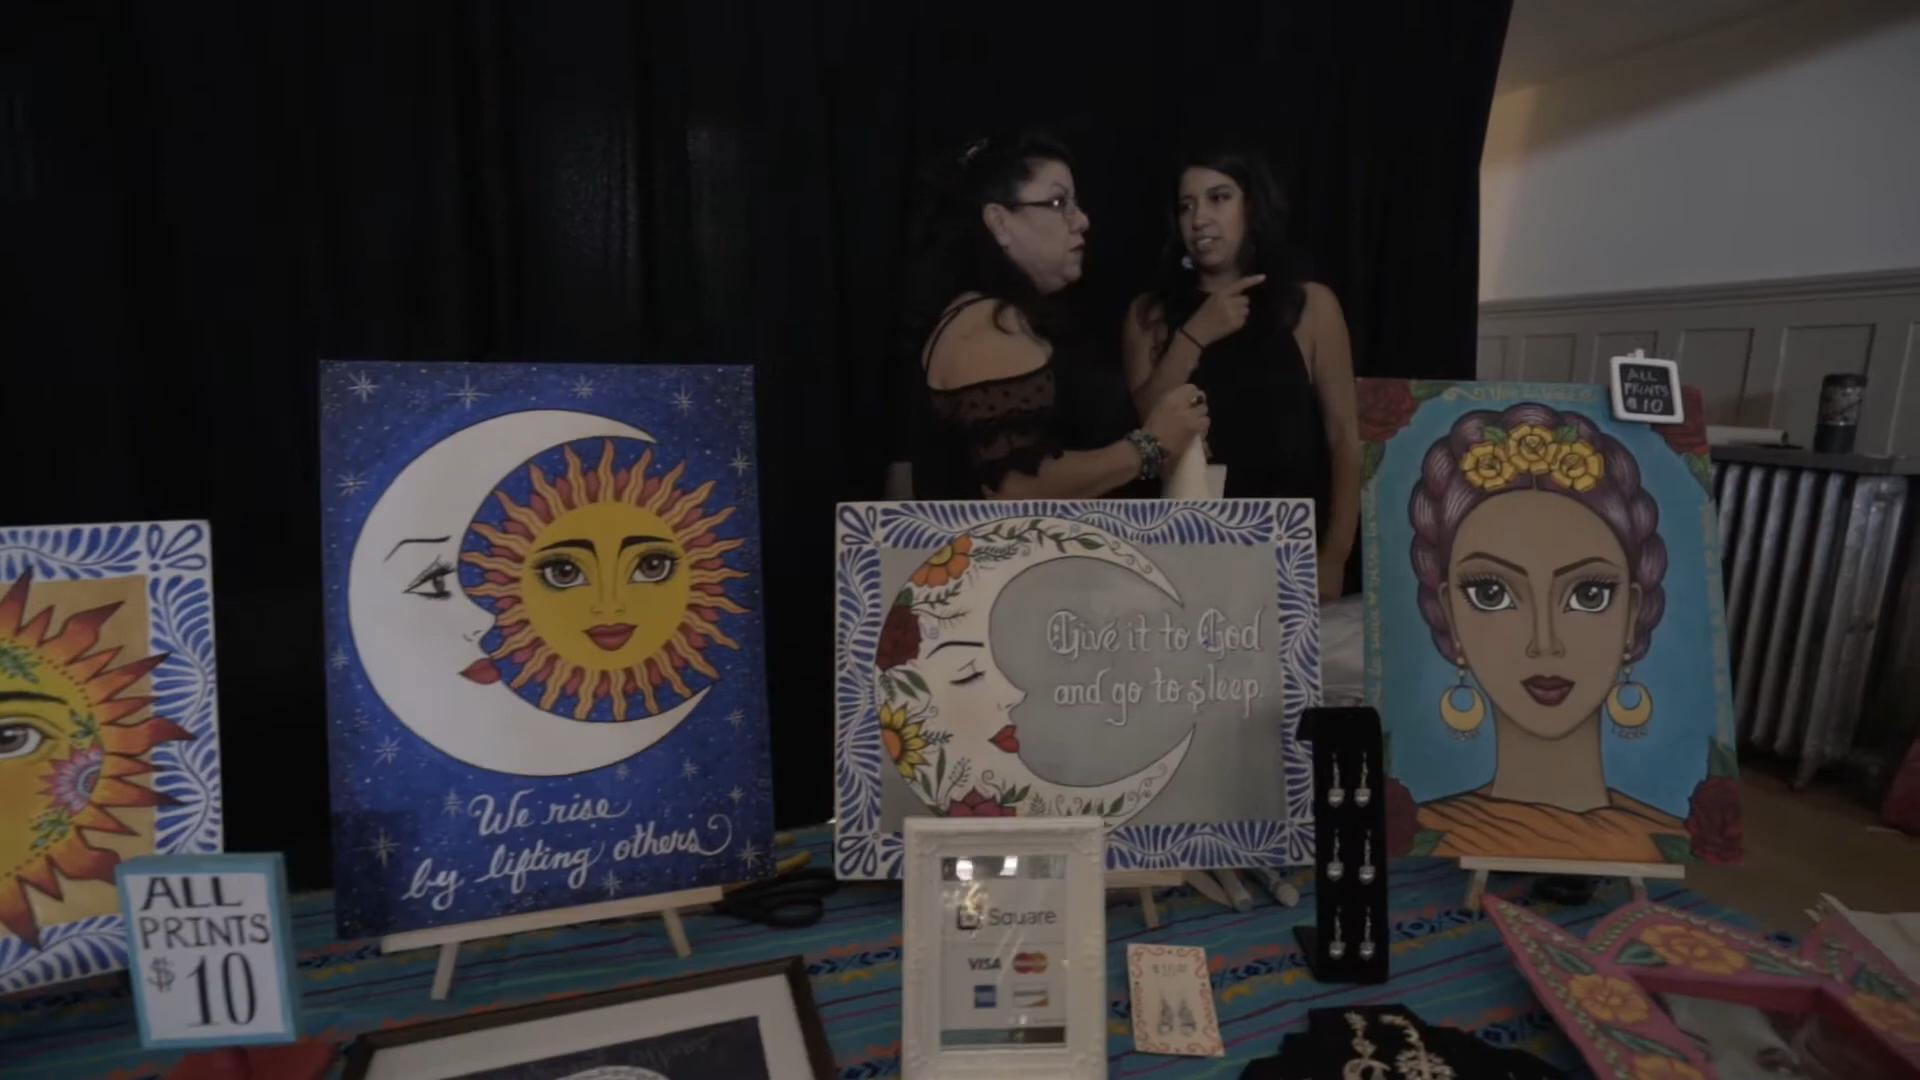 ALL
PRINTS
$10
We rise
by lifting others
Give it to God
and go to sleep.
ALL
PRINTS
$10
Square
VISA